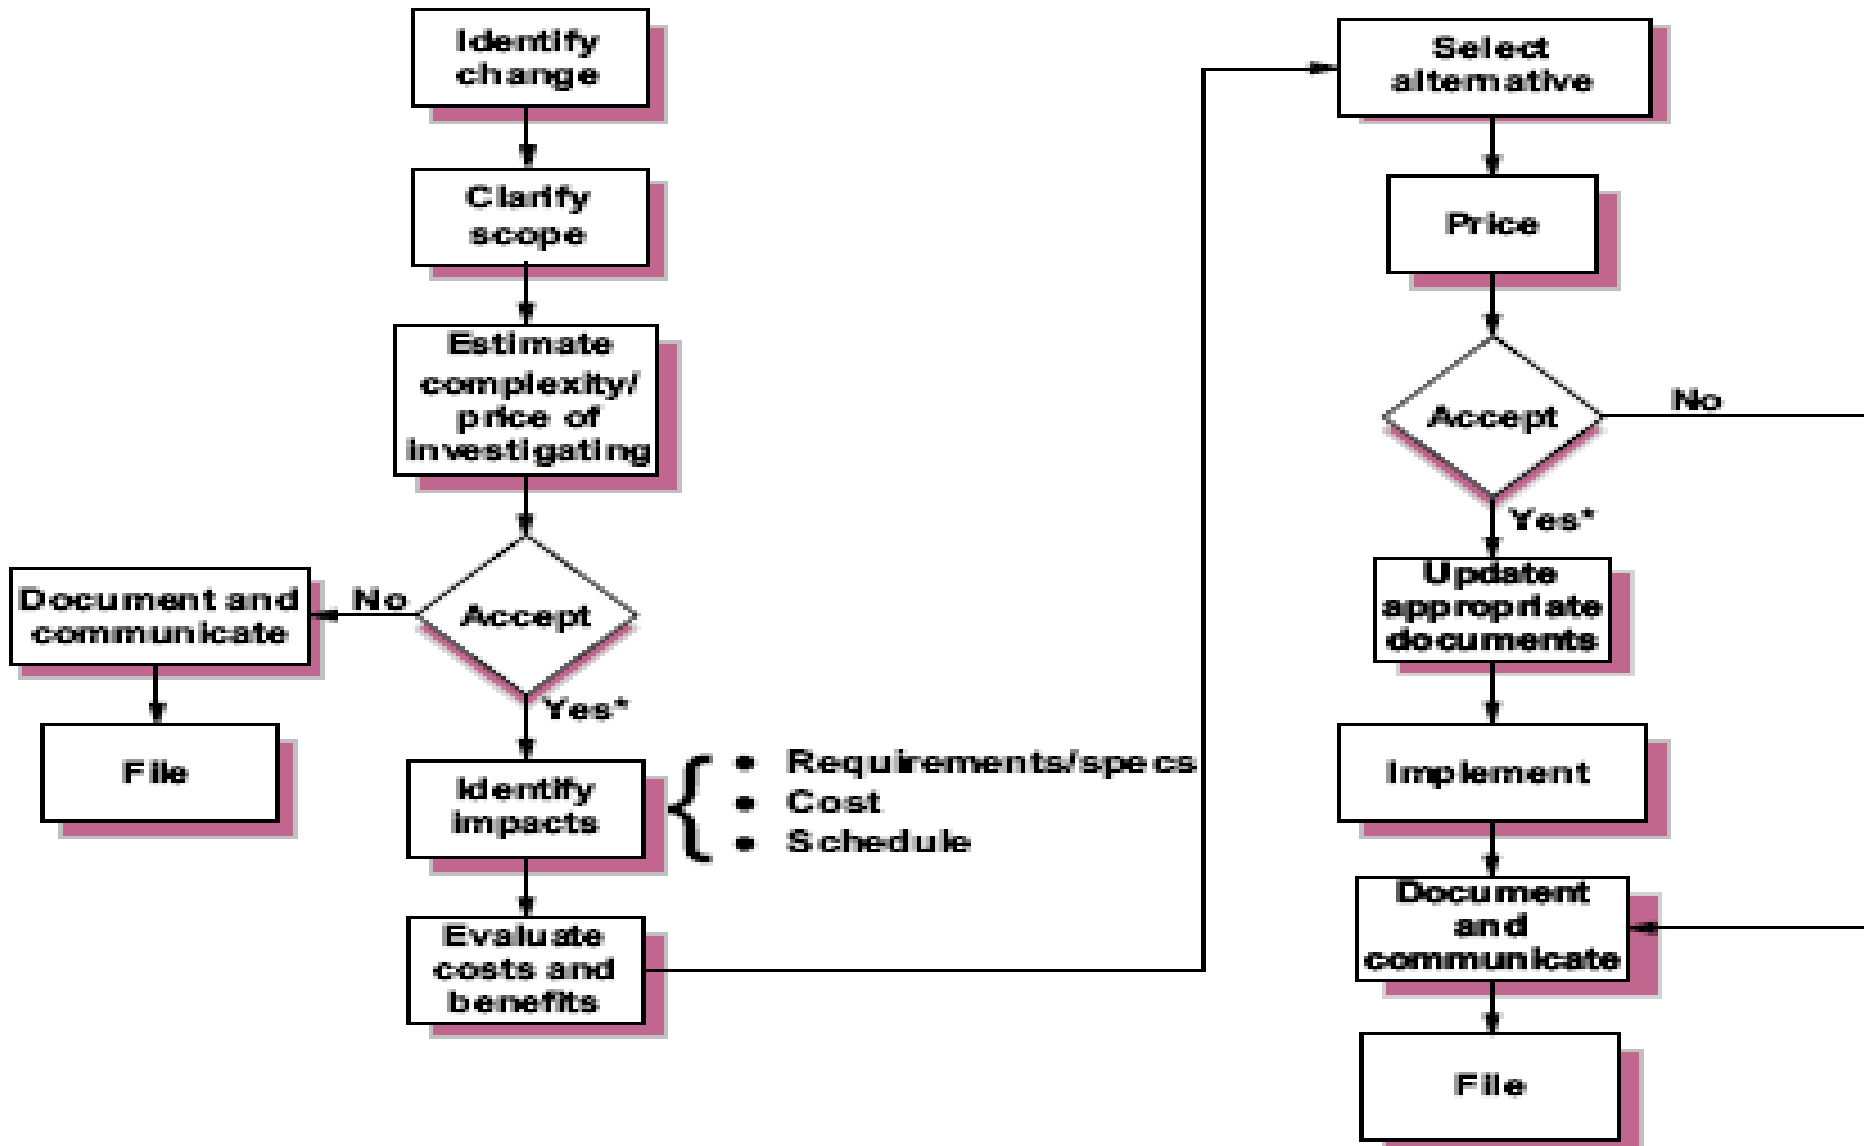 Identify
change
Clarify
scope
Estimate
complexity/
price of
investigating
Accept
No
Document and
communicate
File
Yes*
Identify
impacts
• Requirements/specs
• Cost
• Schedule
Evaluate
costs and
benefits
Select
alternative
Price
Accept
No
Yes*
Update
appropriate
documents
Implement
Document
and
communicate
File